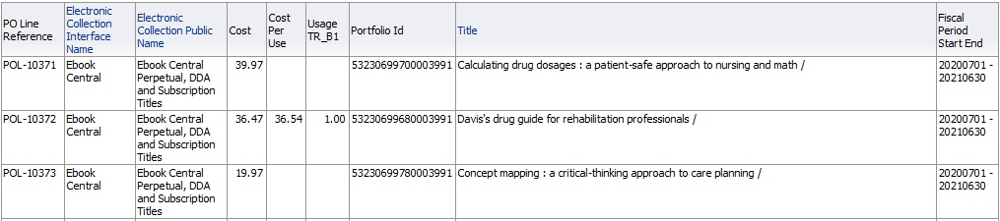 PO Line Reference	Electronic Collection Interface Name	Electronic Collection Public Name	Cost	Cost Per Use	Usage TR_B1	Portfolio Id	Title	Fiscal Period Start End
POL-10371	Ebook Central	Ebook Central Perpetual, DDA and Subscription Titles	39.97			53230699700003991	Calculating drug dosages : a patient-safe approach to nursing and math /	20200701 - 20210630
POL-10372	Ebook Central	Ebook Central Perpetual, DDA and Subscription Titles	36.47	36.54	1.00	53230699680003991	Davis's drug guide for rehabilitation professionals /	20200701 - 20210630
POL-10373	Ebook Central	Ebook Central Perpetual, DDA and Subscription Titles	19.97			53230699780003991	Concept mapping : a critical-thinking approach to care planning /	20200701 - 20210630